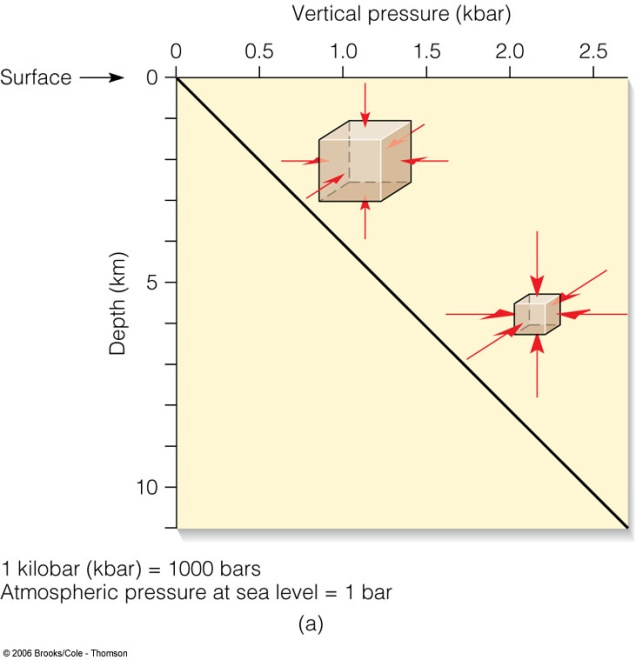 Vertical pressure (kbar)
0 0.5 1.0 1.5 2.0 2.5
Surface
0
5
10
Depth (km)
1 kilobar (kbar) = 1000 bars
Atmospheric pressure at sea level = 1 bar
(a)
© 2006 Brooks/Cole - Thomson